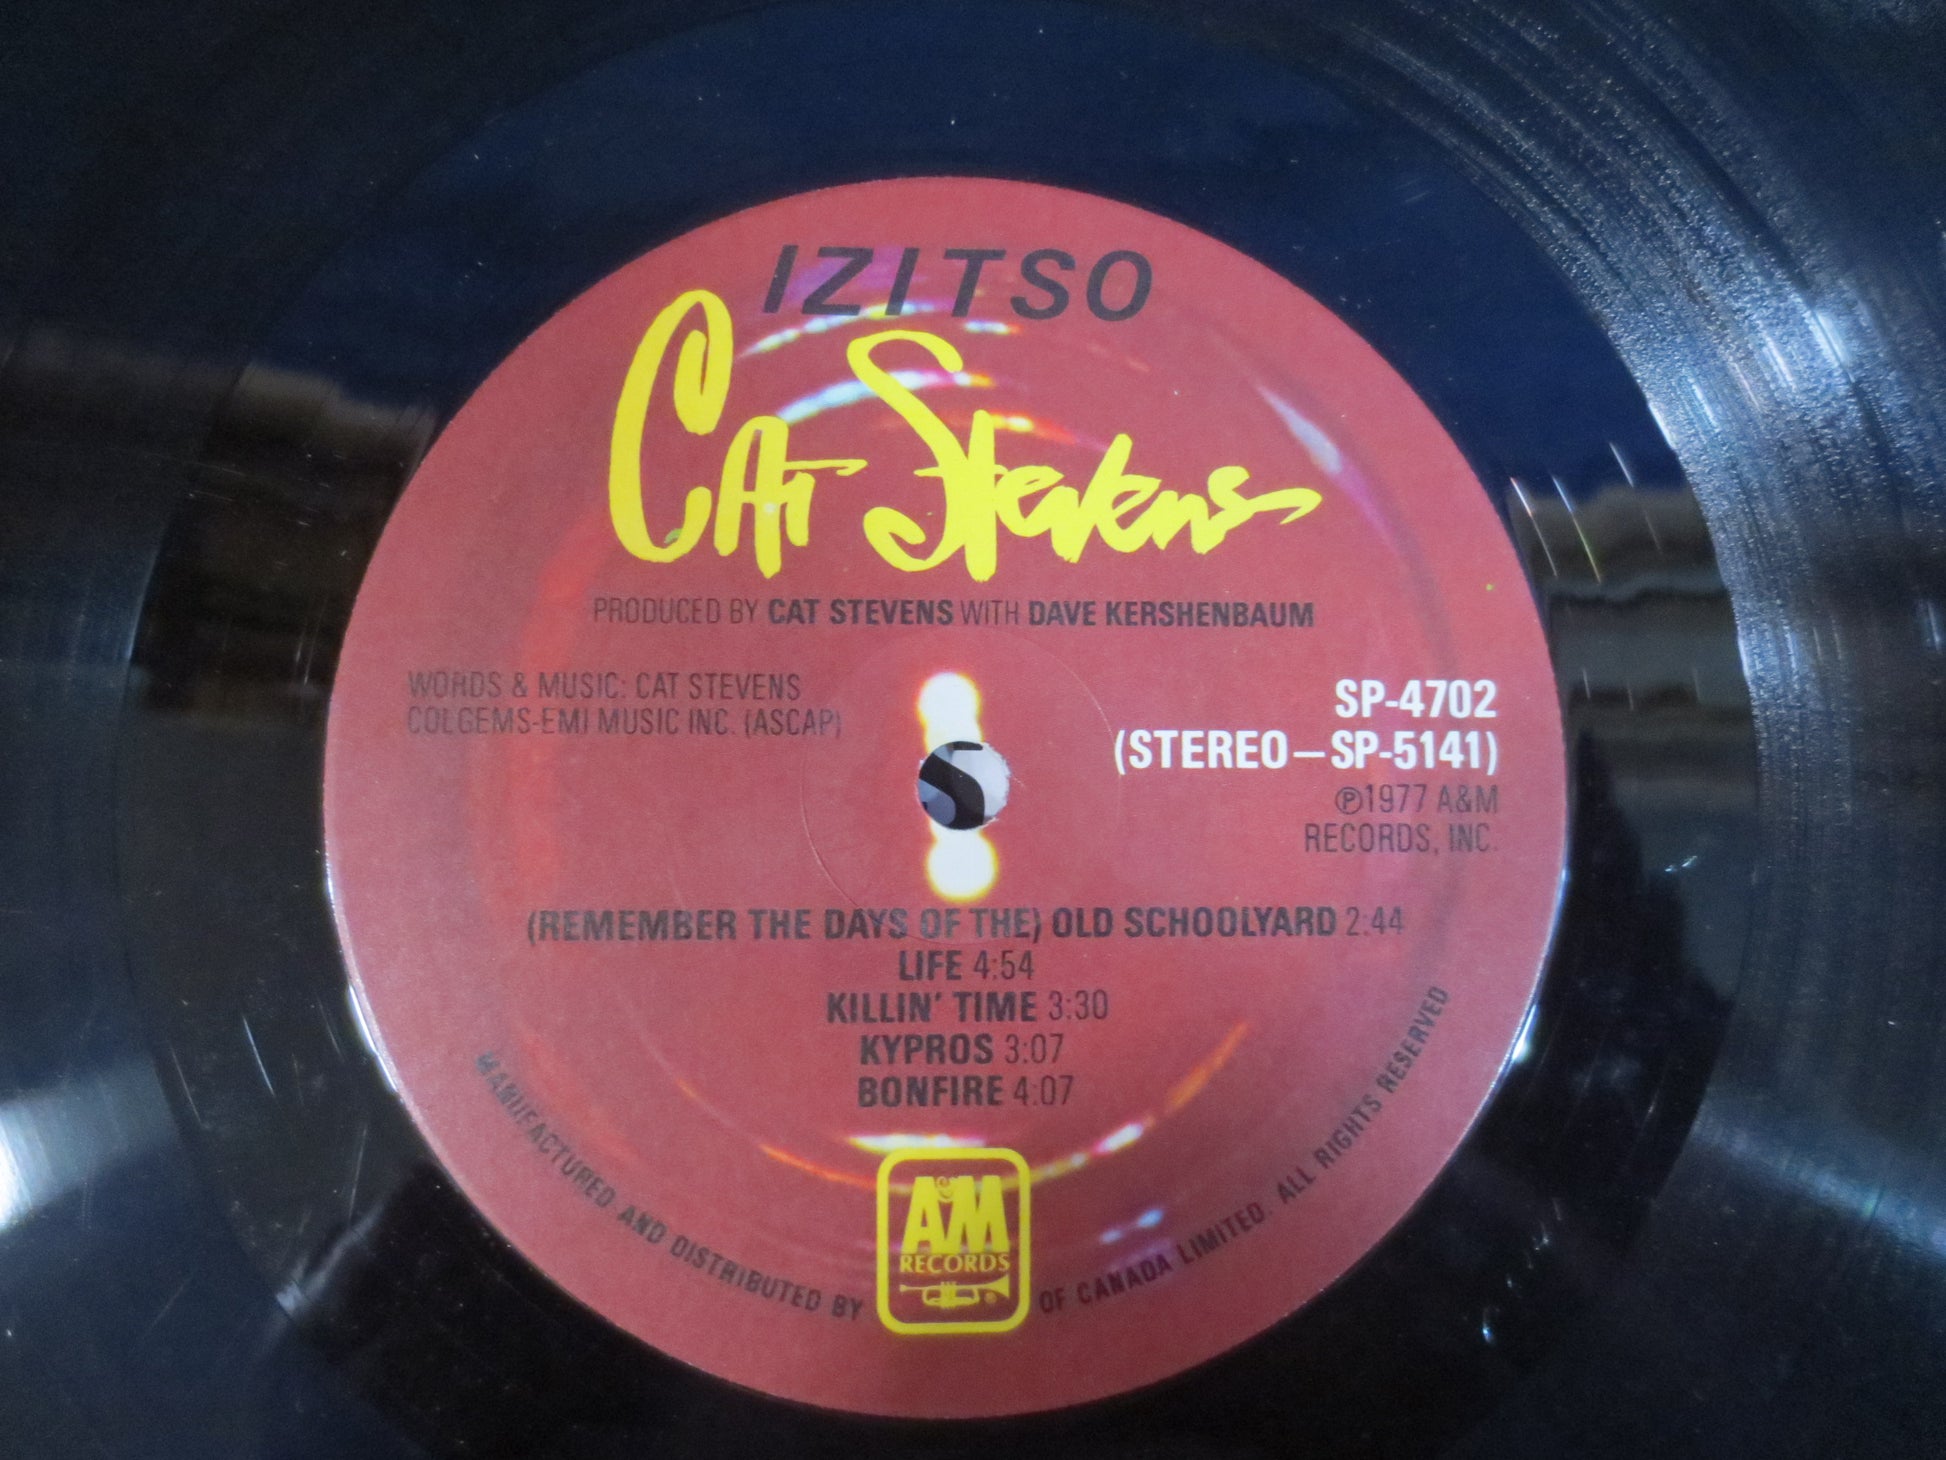 IZITSO
Cat Stevens
PRODUCED BY CAT STEVENS WITH DAVE KERSHENBAUM
WORDS & MUSIC: CAT STEVENS
COLGEMS-EMI MUSIC INC. (ASCAP)
SP-4702
(STEREO—SP-5141)
℗1977 A&M
RECORDS, INC.
S
(REMEMBER THE DAYS OF THE) OLD SCHOOLYARD 2:44
LIFE 4:54
KILLIN' TIME 3:30
KYPROS 3:07
BONFIRE 4:07
MANUFACTURED AND DISTRIBUTED BY A&M RECORDS ® OF CANADA LIMITED. ALL RIGHTS RESERVED